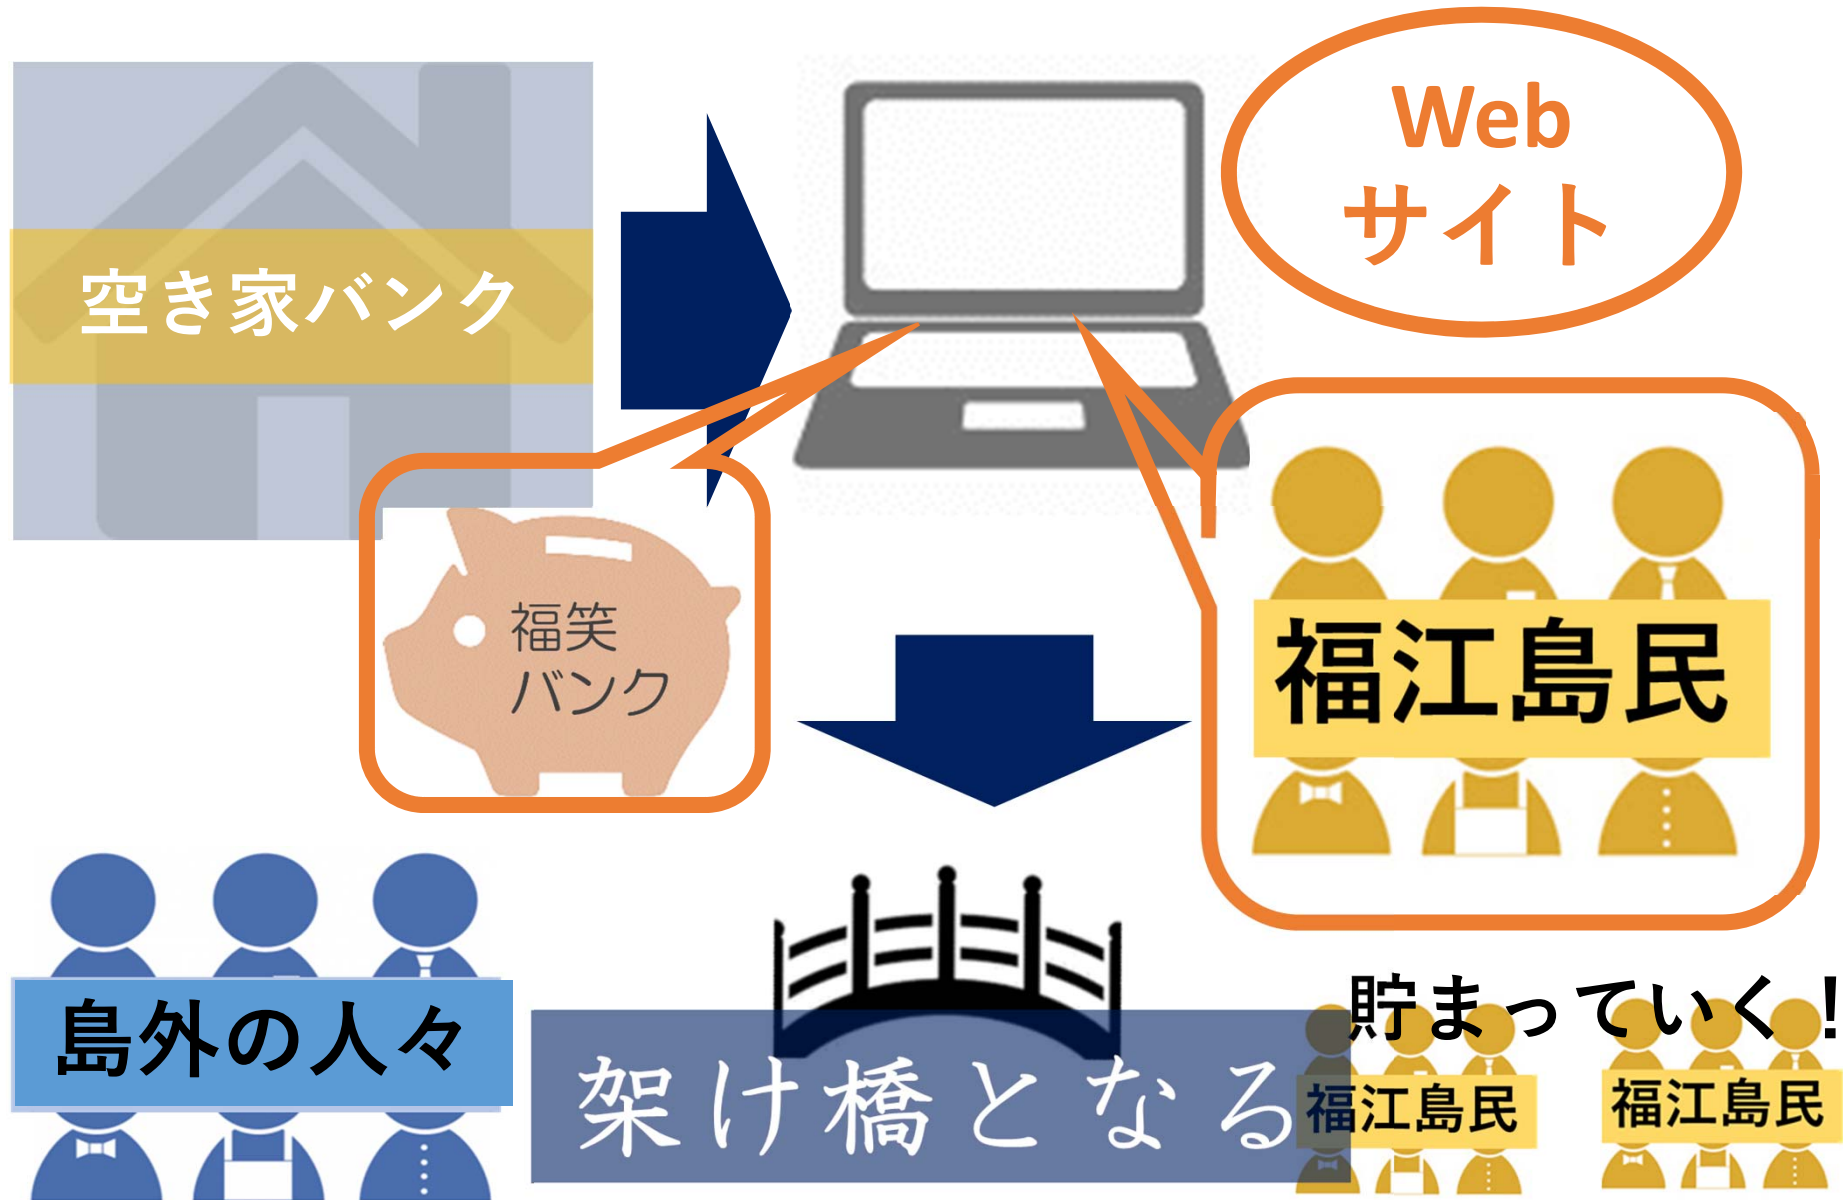 Web
サイト
空き家バンク
福笑
バンク
福江島民
島外の人々
架け橋となる
貯まっていく！
福江島民
福江島民